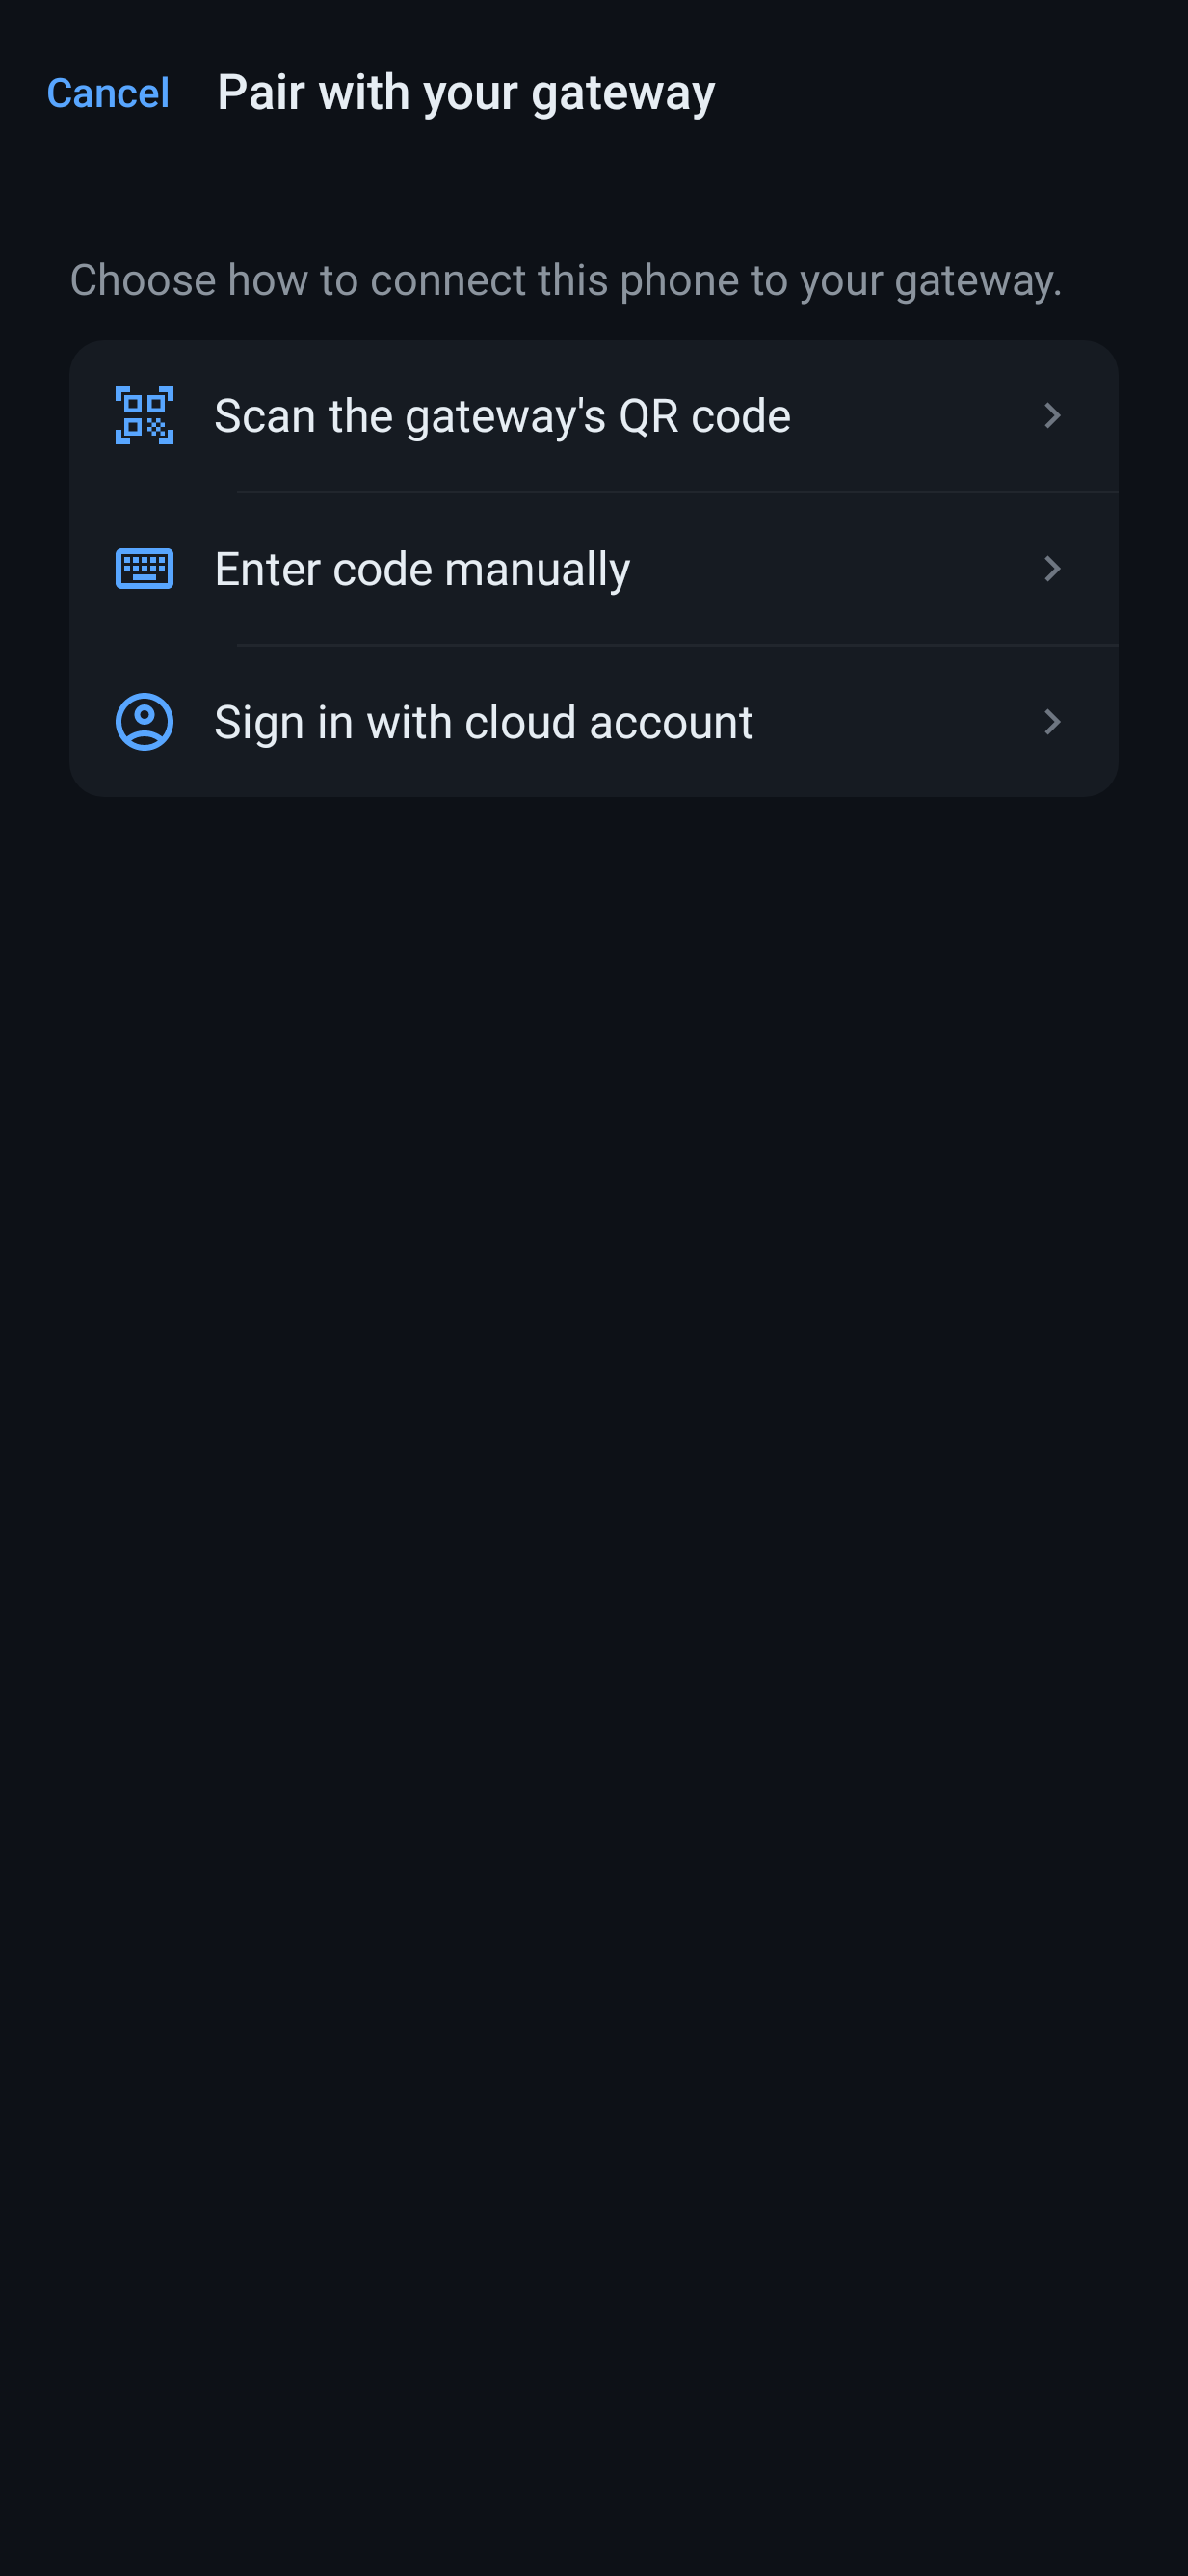 Cancel Pair with your gateway
Choose how to connect this phone to your gateway.
Scan the gateway's QR code
Enter code manually
Sign in with cloud account